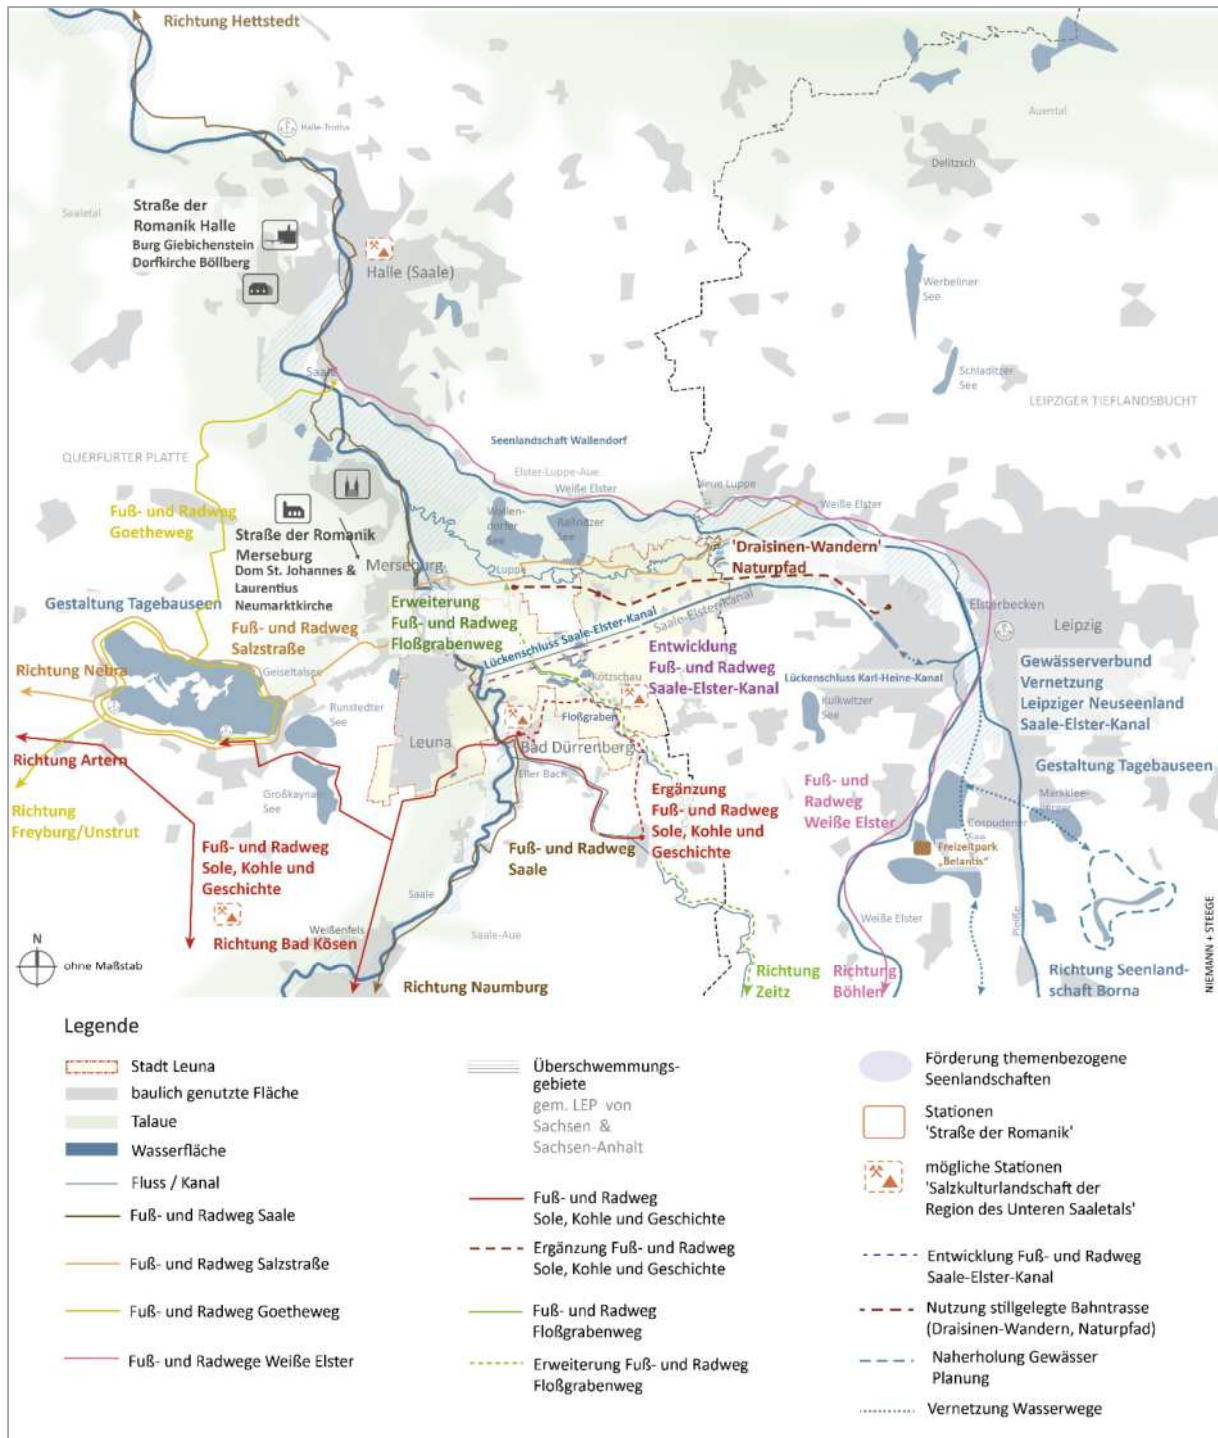 Richtung Hettstedt
Halle-Trotha
Auental
Delitzsch
Saaletal
Straße der
Romanik Halle
Burg Giebichenstein
Dorfkirche Böllberg
Halle (Saale)
Werbeliner
See
Schladitzer
See
Saale
LEIPZIGER TIEFLANDSBUCHT
QUERFURTER PLATTE
Seenlandschaft Wallendorf
Elster-Luppe-Aue
Weiße Elster
Neue Luppe
Weiße Elster
Fuß- und Radweg
Goetheweg
Wallen-
dorfer
See
Raßnitzer
See
Straße der Romanik
Merseburg
Dom St. Johannes &
Laurentius
Neumarktkirche
Merseburg
Luppe
'Draisinen-Wandern'
Naturpfad
Gestaltung Tagebauseen
Fuß- und Radweg
Salzstraße
Erweiterung
Fuß- und Radweg
Floßgrabenweg
Lückenschluss Saale-Elster-Kanal
Saale-Elster-Kanal
Elsterbecken
Leipzig
Entwicklung
Fuß- und Radweg
Saale-Elster-Kanal
Lückenschluss Karl-Heine-Kanal
Gewässerverbund
Vernetzung
Leipziger Neuseenland
Saale-Elster-Kanal
Richtung Nebra
Geiseltalsee
Runstedter
See
Kötzschau
Kulkwitzer
See
Floßgraben
Leuna
Bad Dürrenberg
Richtung Artern
Ellerbach
Gestaltung Tagebauseen
Richtung
Freyburg/Unstrut
Großkaynaer
See
Ergänzung
Fuß- und Radweg
Sole, Kohle und
Geschichte
Fuß- und
Radweg
Weiße Elster
Cospudener
See
Freizeitpark
„Belantis“
Fuß- und Radweg
Sole, Kohle und
Geschichte
Fuß- und Radweg
Saale
Saale
Weißenfels
Saale-Aue
Weiße Elster
Pleiße
Richtung Bad Kösen
N
ohne Maßstab
Richtung Naumburg
Richtung
Zeitz
Richtung
Böhlen
Richtung Seenland-
schaft Borna
NIEMANN + STEEGE
Legende
Stadt Leuna
baulich genutzte Fläche
Talaue
Wasserfläche
Fluss / Kanal
Fuß- und Radweg Saale
Fuß- und Radweg Salzstraße
Fuß- und Radweg Goetheweg
Fuß- und Radwege Weiße Elster
Überschwemmungs-
gebiete
gem. LEP von
Sachsen &
Sachsen-Anhalt
Fuß- und Radweg
Sole, Kohle und Geschichte
Ergänzung Fuß- und Radweg
Sole, Kohle und Geschichte
Fuß- und Radweg
Floßgrabenweg
Erweiterung Fuß- und Radweg
Floßgrabenweg
Förderung themenbezogene
Seenlandschaften
Stationen
'Straße der Romanik'
mögliche Stationen
'Salzkulturlandschaft der
Region des Unteren Saaletals'
Entwicklung Fuß- und Radweg
Saale-Elster-Kanal
Nutzung stillgelegte Bahntrasse
(Draisinen-Wandern, Naturpfad)
Naherholung Gewässer
Planung
Vernetzung Wasserwege